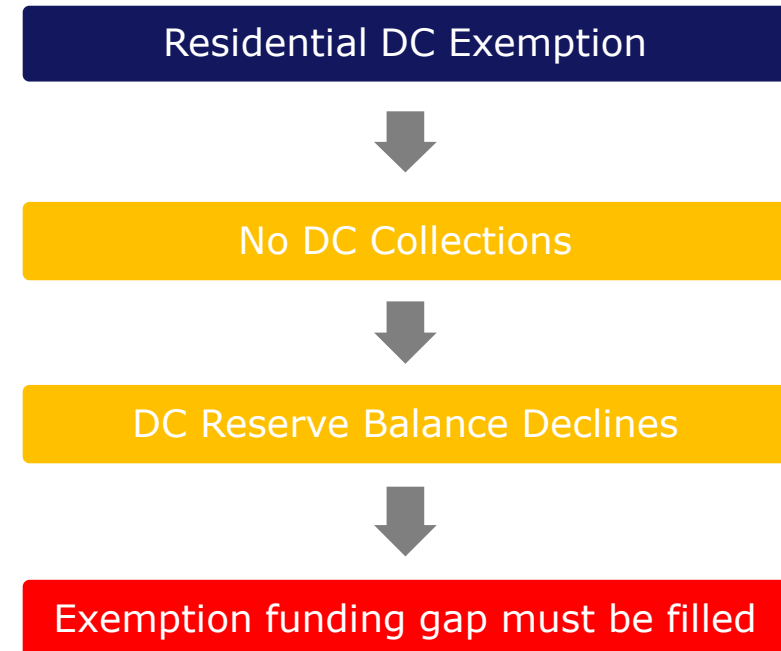 Residential DC Exemption
No DC Collections
DC Reserve Balance Declines
Exemption funding gap must be filled